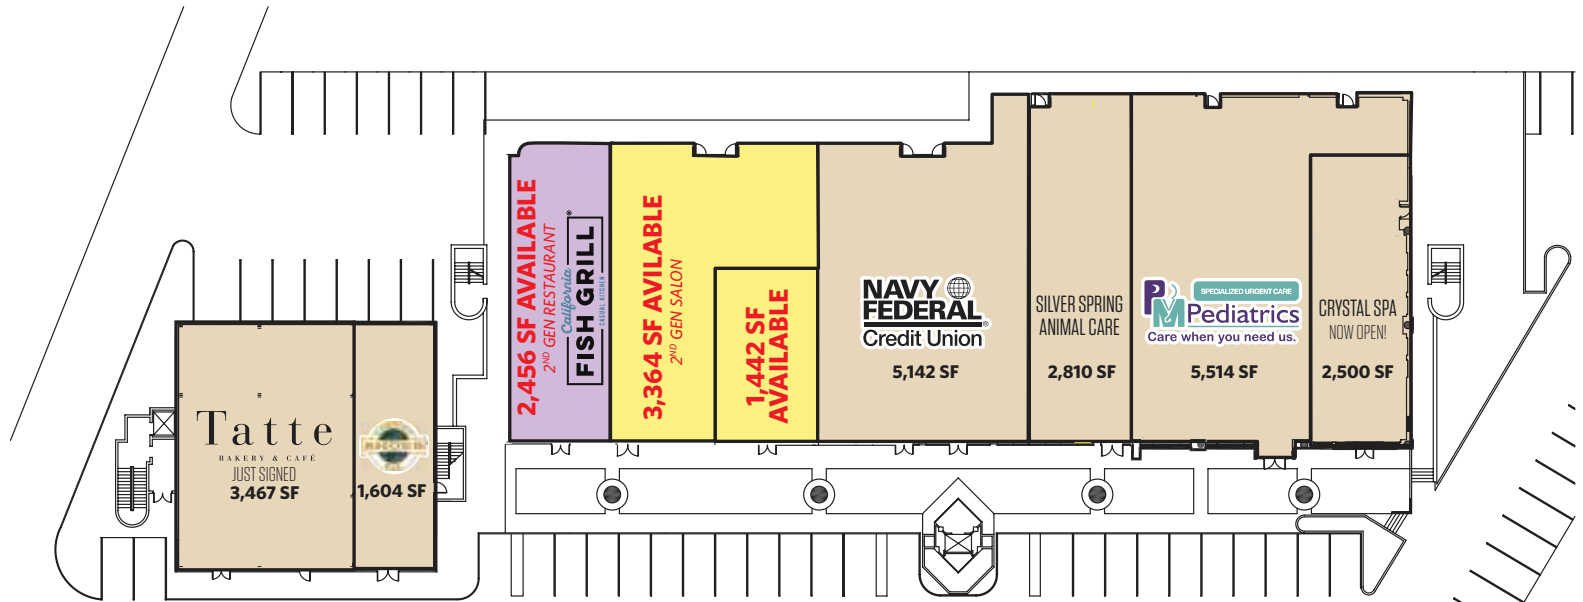 Tatte
BAKERY & CAFÉ
JUST SIGNED
3,467 SF
1,604 SF
2,456 SF AVAILABLE
2ND GEN RESTAURANT
California
FISH GRILL®
CASUAL KITCHEN
3,364 SF AVILABLE
2ND GEN SALON
1,442 SF
AVAILABLE
NAVY
FEDERAL®
Credit Union
5,142 SF
SILVER SPRING
ANIMAL CARE
2,810 SF
SPECIALIZED URGENT CARE
PM Pediatrics
Care when you need us.
5,514 SF
CRYSTAL SPA
NOW OPEN!
2,500 SF